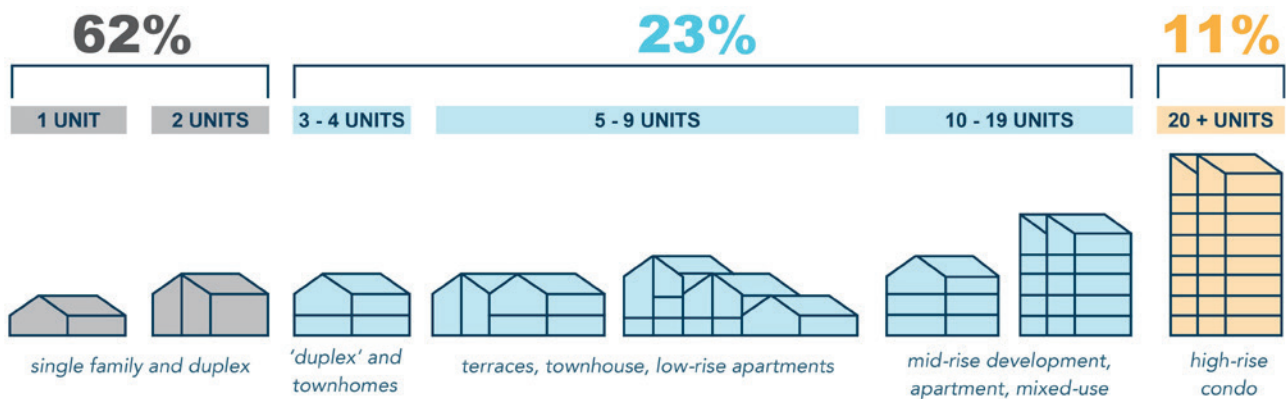 62%
23%
11%
1 UNIT
2 UNITS
3 - 4 UNITS
5 - 9 UNITS
10 - 19 UNITS
20 + UNITS
single family and duplex
‘duplex’ and
townhomes
terraces, townhouse, low-rise apartments
mid-rise development,
apartment, mixed-use
high-rise
condo